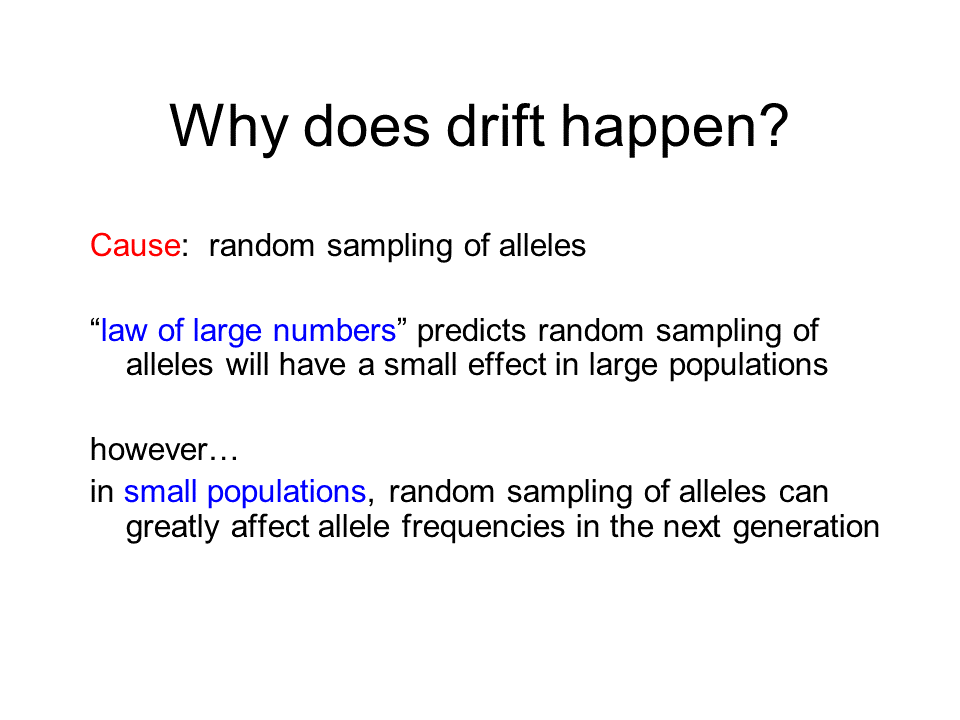 Why does drift happen?
Cause:  random sampling of alleles
“law of large numbers” predicts random sampling of
alleles will have a small effect in large populations
however…
in small populations, random sampling of alleles can
greatly affect allele frequencies in the next generation